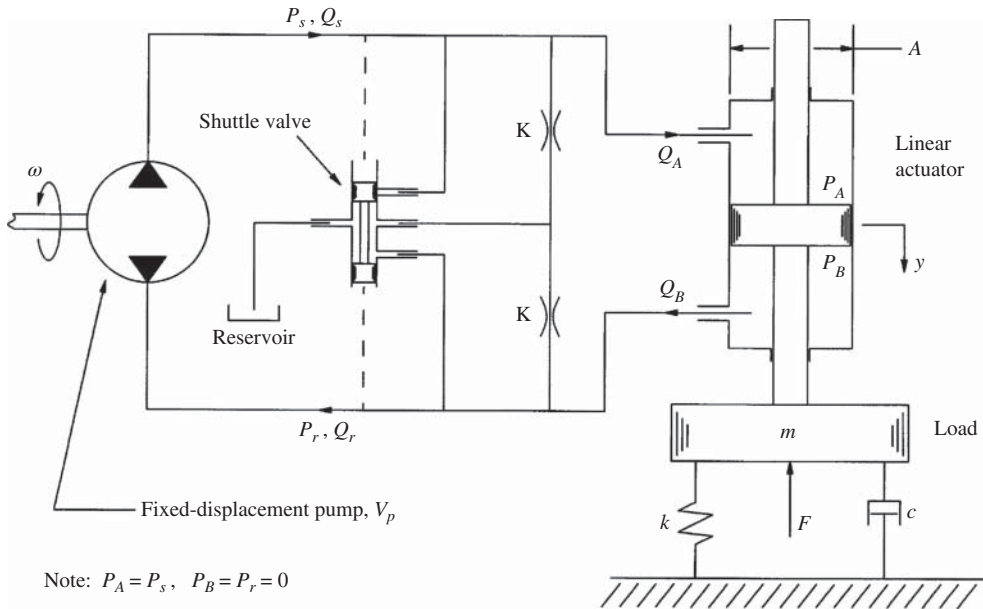 P_s, Q_s
A
Shuttle valve
K
Linear
actuator
Q_A
ω
P_A
P_B
y
Q_B
Reservoir
K
P_r, Q_r
m
Load
Fixed-displacement pump, V_p
k
F
c
Note: P_A = P_s, P_B = P_r = 0